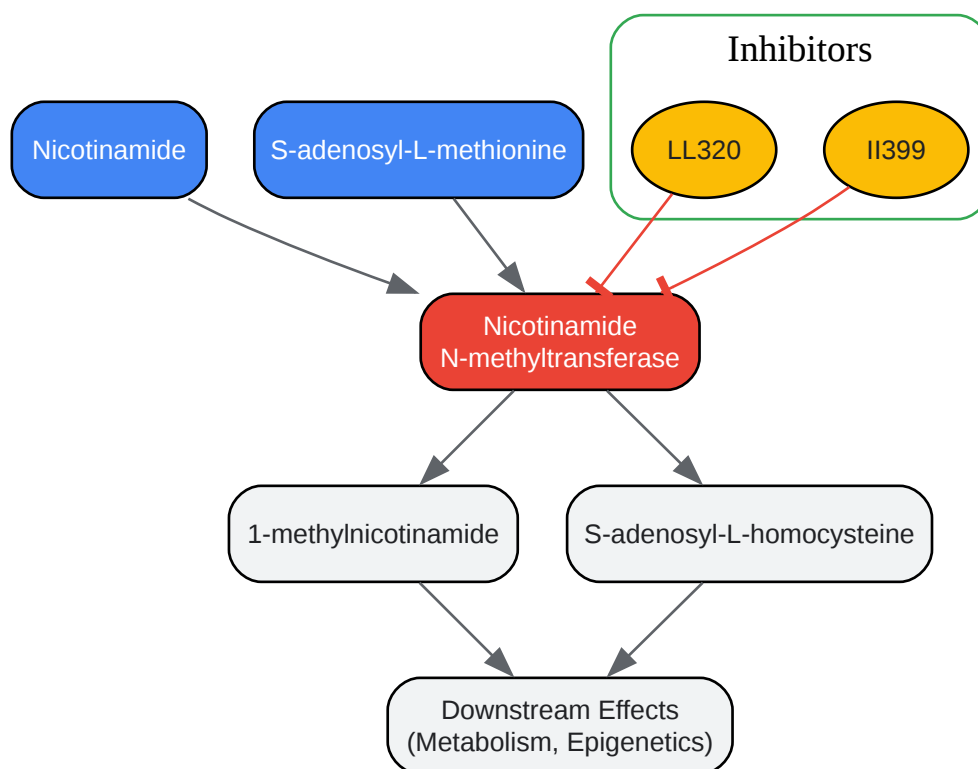 Inhibitors
Nicotinamide
S-adenosyl-L-methionine
LL320
II399
Nicotinamide
N-methyltransferase
1-methylnicotinamide
S-adenosyl-L-homocysteine
Downstream Effects
(Metabolism, Epigenetics)